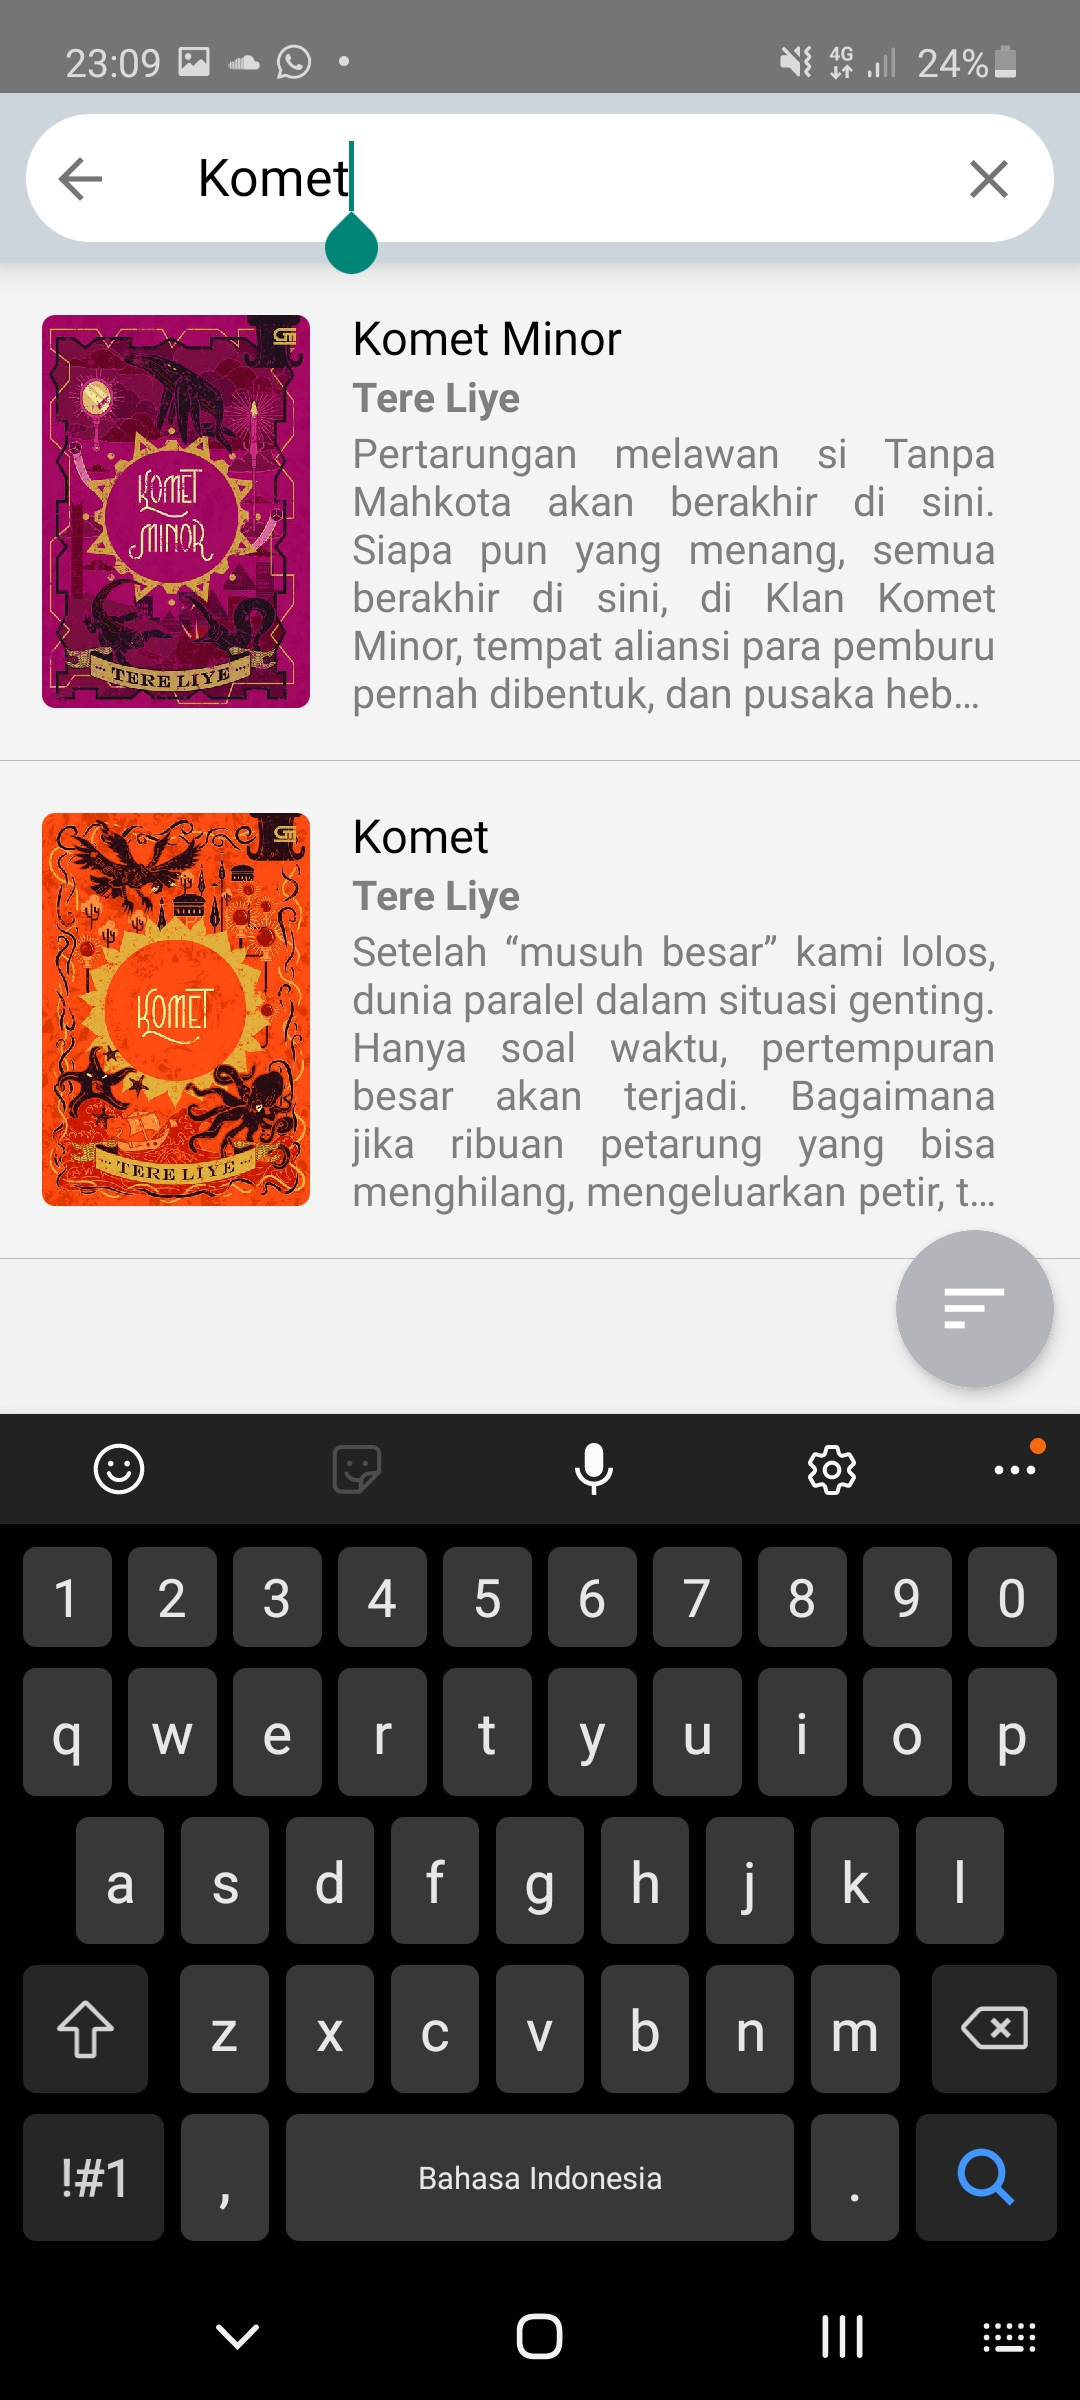 23:09
4G
24%
Komet
KOMET
MINOR
TERE LIYE
Komet Minor
Tere Liye
Pertarungan melawan si Tanpa
Mahkota akan berakhir di sini.
Siapa pun yang menang, semua
berakhir di sini, di Klan Komet
Minor, tempat aliansi para pemburu
pernah dibentuk, dan pusaka heb...
KOMET
TERE LIYE
Komet
Tere Liye
Setelah “musuh besar” kami lolos,
dunia paralel dalam situasi genting.
Hanya soal waktu, pertempuran
besar akan terjadi. Bagaimana
jika ribuan petarung yang bisa
menghilang, mengeluarkan petir, t...
1 2 3 4 5 6 7 8 9 0
q w e r t y u i o p
a s d f g h j k l
z x c v b n m
!#1 , Bahasa Indonesia .